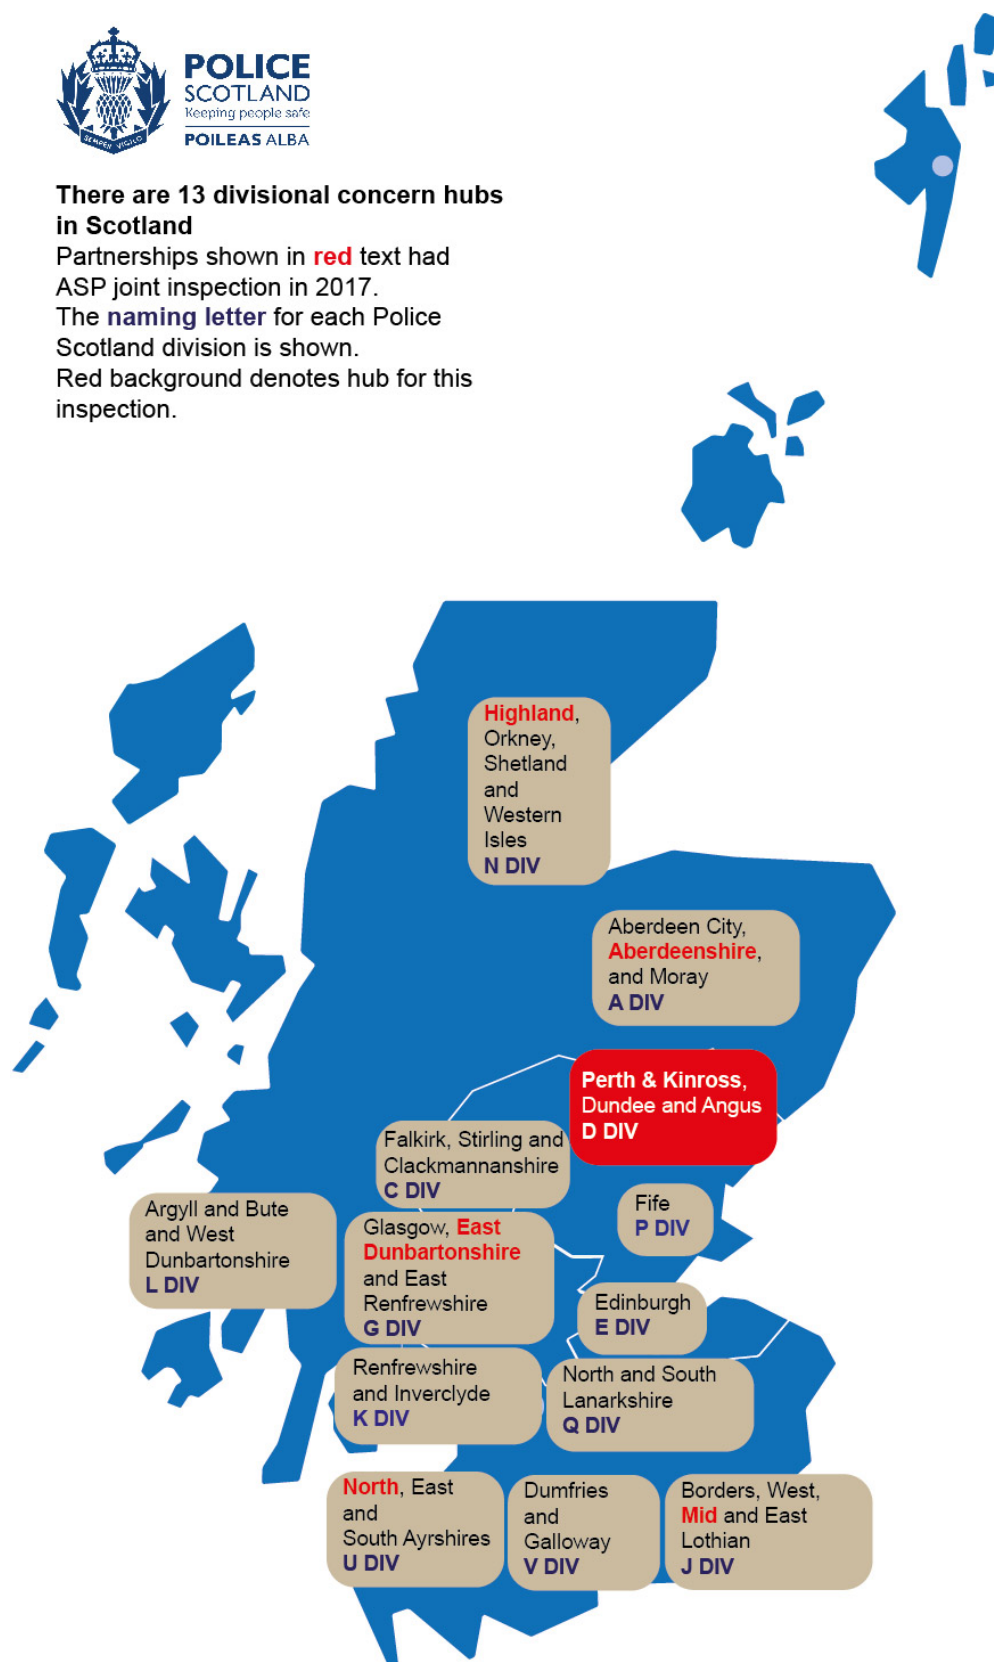 POLICE
SCOTLAND
Keeping people safe
POILEAS ALBA
SEMPER VIGILO
There are 13 divisional concern hubs
in Scotland
Partnerships shown in red text had
ASP joint inspection in 2017.
The naming letter for each Police
Scotland division is shown.
Red background denotes hub for this
inspection.
Highland,
Orkney,
Shetland
and
Western
Isles
N DIV
Aberdeen City,
Aberdeenshire,
and Moray
A DIV
Perth & Kinross,
Dundee and Angus
D DIV
Falkirk, Stirling and
Clackmannanshire
C DIV
Fife
P DIV
Argyll and Bute
and West
Dunbartonshire
L DIV
Glasgow, East
Dunbartonshire
and East
Renfrewshire
G DIV
Edinburgh
E DIV
Renfrewshire
and Inverclyde
K DIV
North and South
Lanarkshire
Q DIV
North, East
and
South Ayrshires
U DIV
Dumfries
and
Galloway
V DIV
Borders, West,
Mid and East
Lothian
J DIV